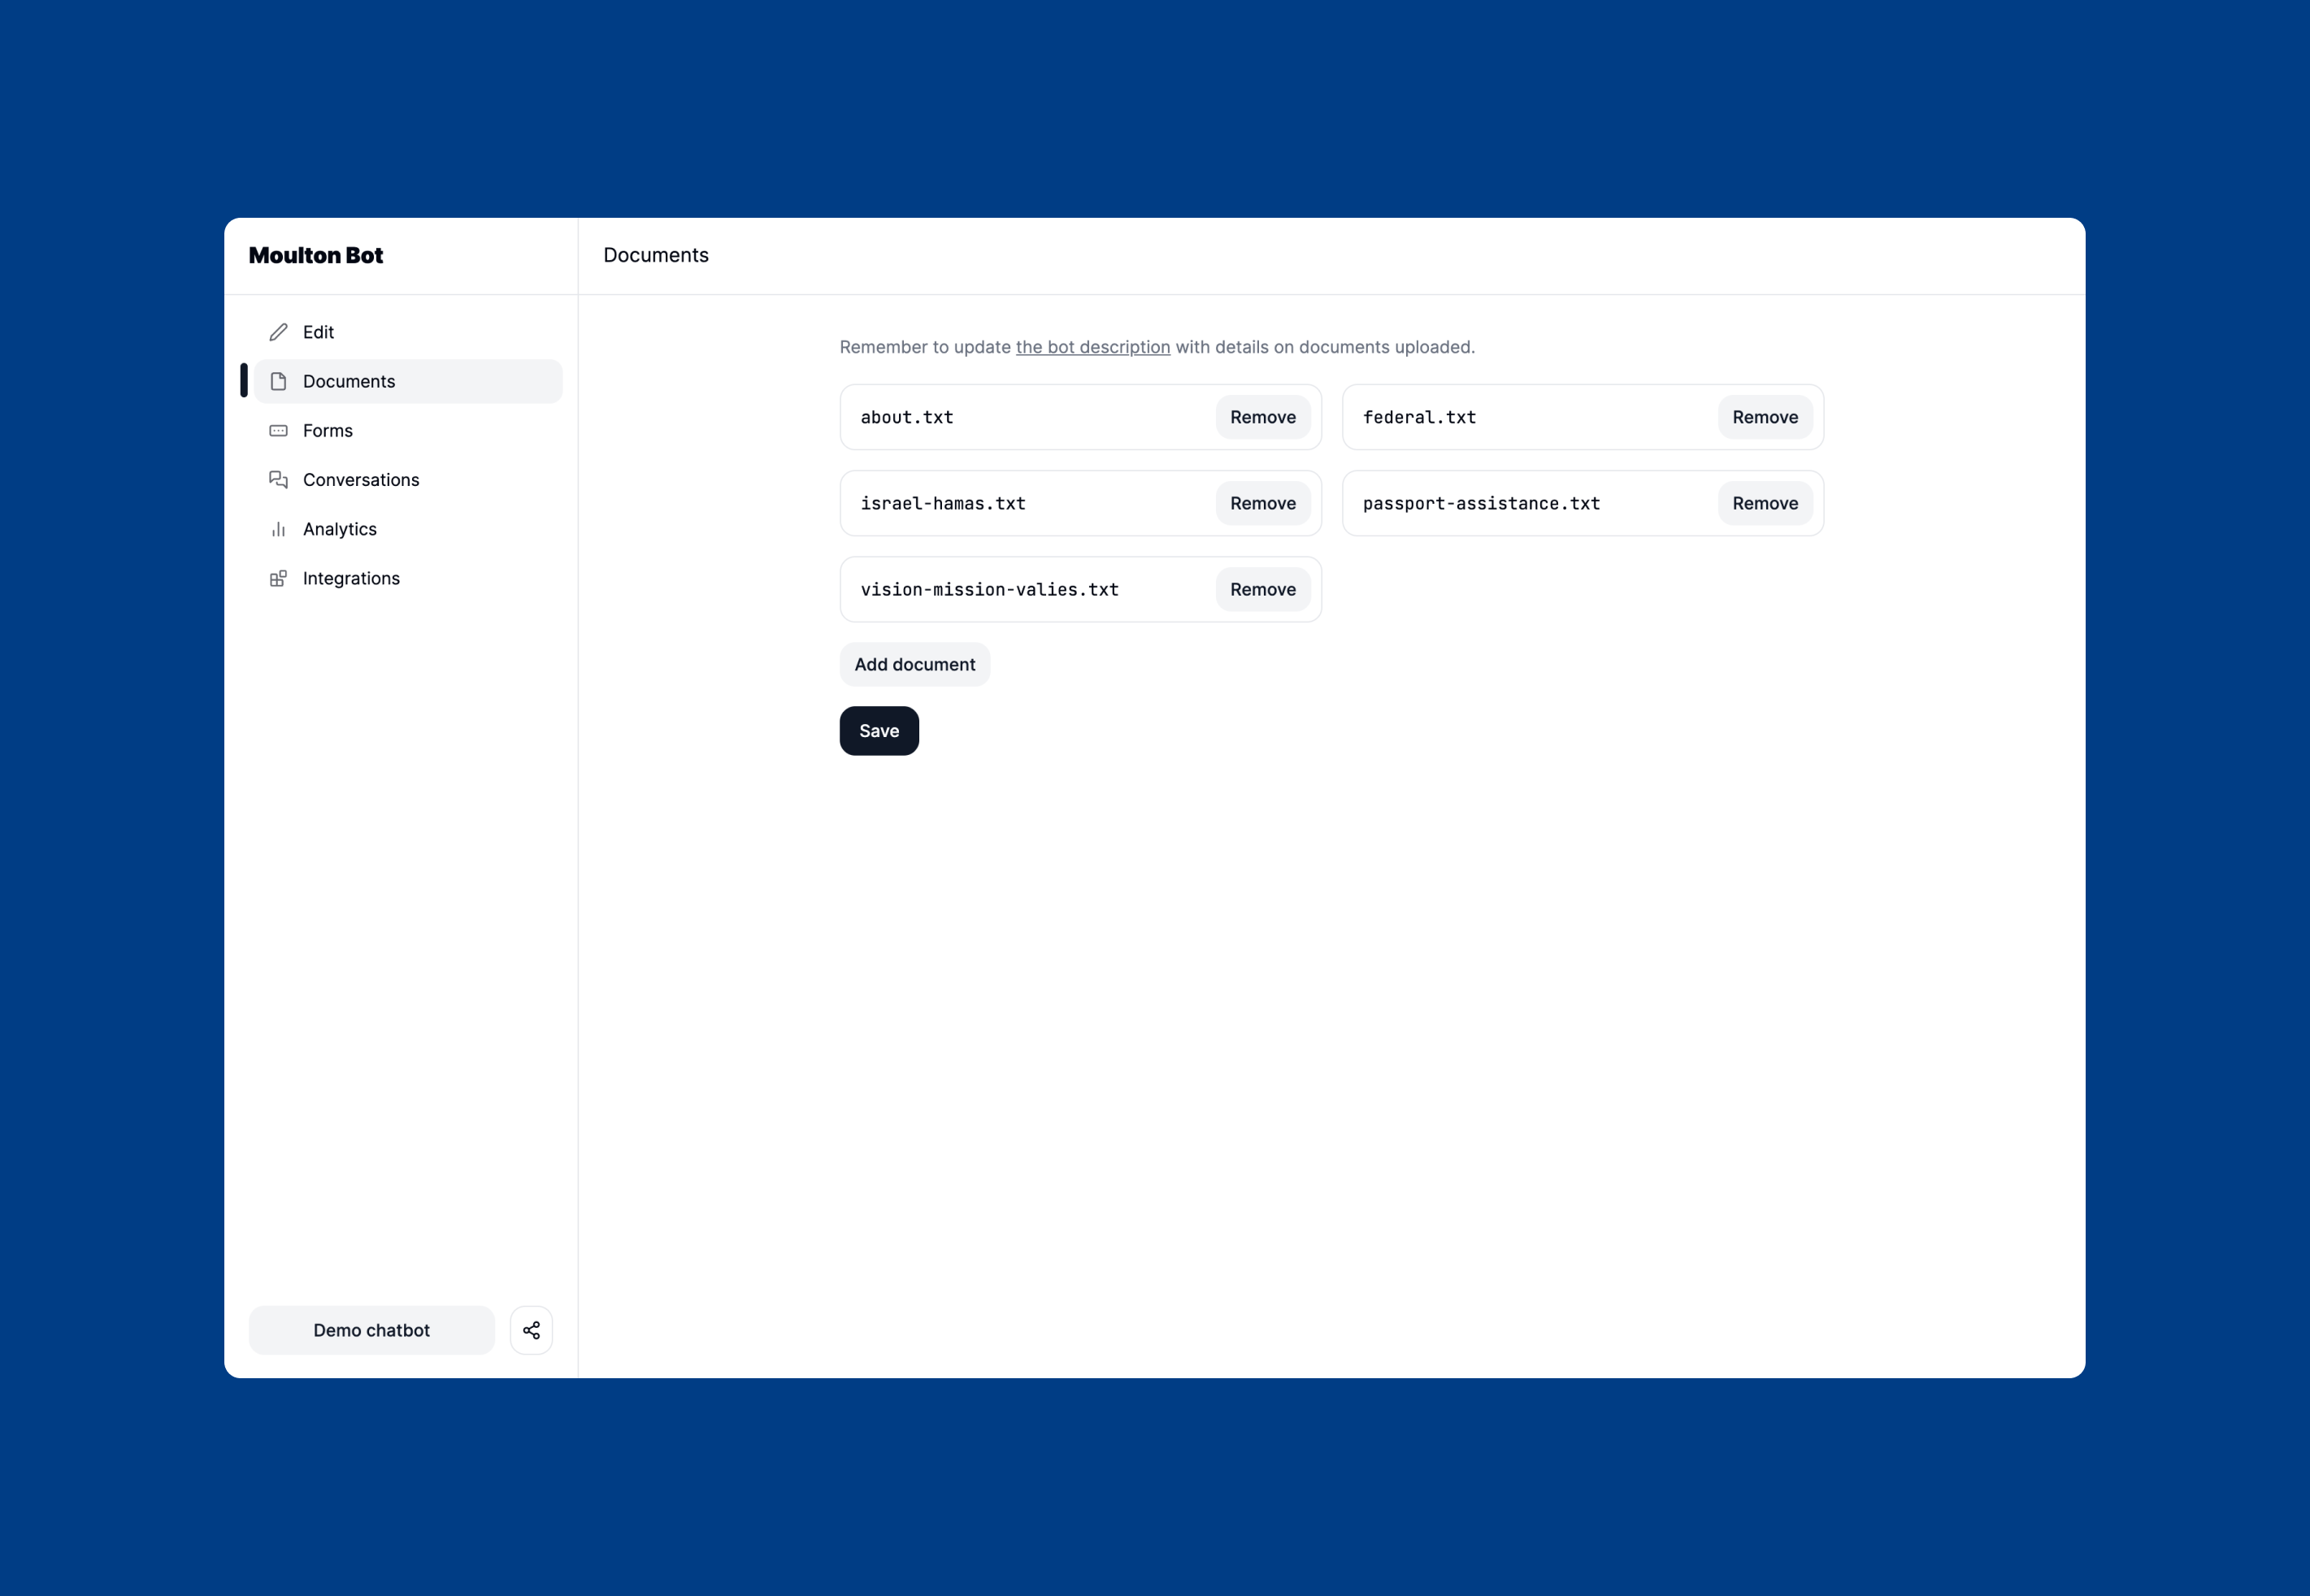 Moulton Bot
Documents
Edit
Documents
Forms
Conversations
Analytics
Integrations
Remember to update the bot description with details on documents uploaded.
about.txt Remove
federal.txt Remove
israel-hamas.txt Remove
passport-assistance.txt Remove
vision-mission-valies.txt Remove
Add document
Save
Demo chatbot